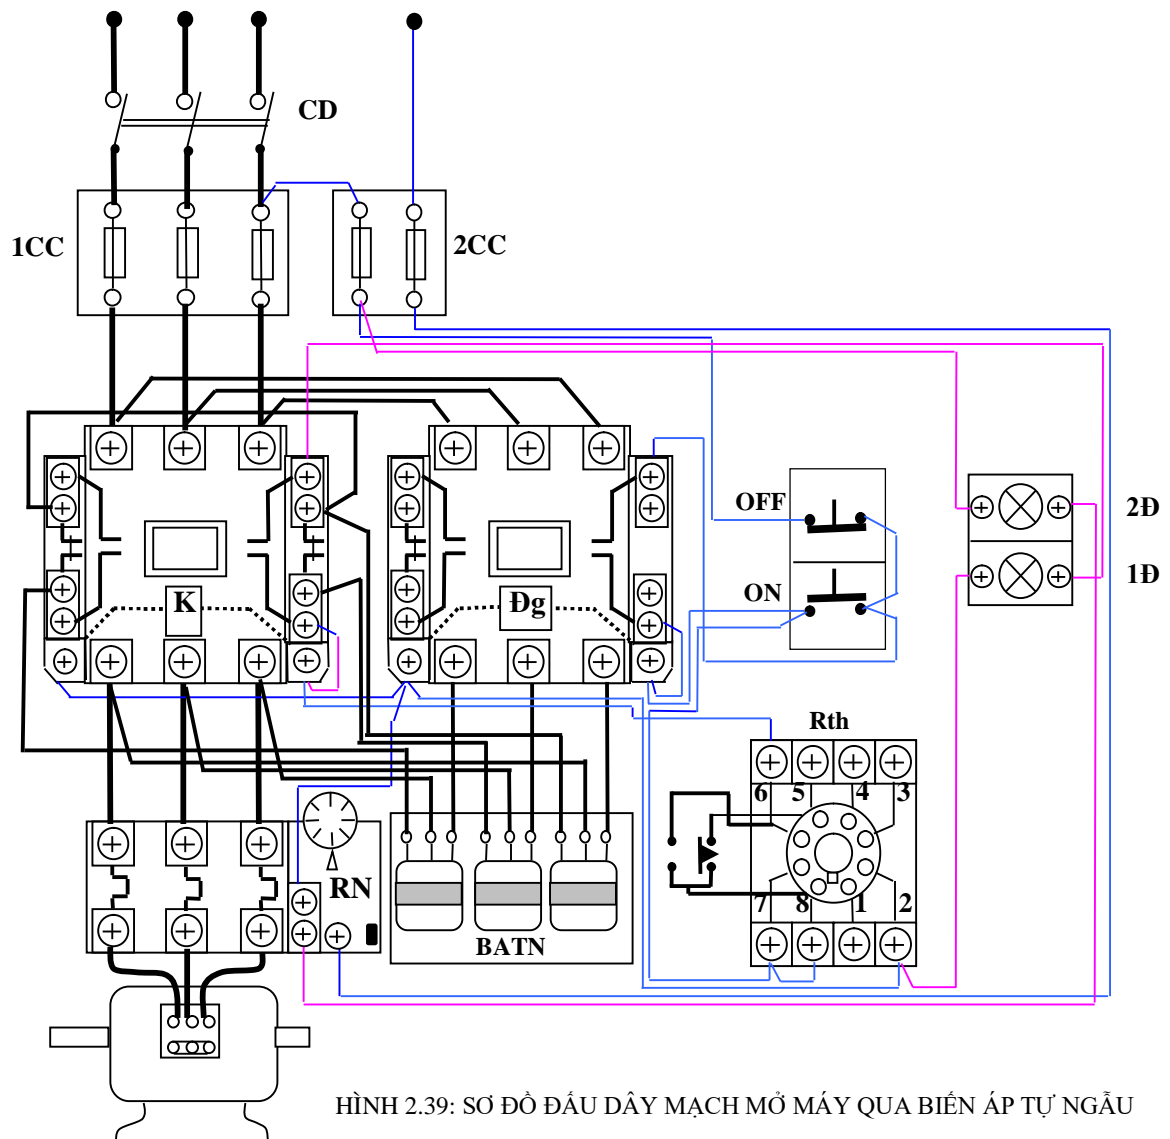 CD
1CC
2CC
OFF
2Đ
1Đ
ON
K
Đg
Rth
6 5 4 3
RN
7 8 1 2
BATN
HÌNH 2.39: SƠ ĐỒ ĐẤU DÂY MẠCH MỞ MÁY QUA BIẾN ÁP TỰ NGẪU